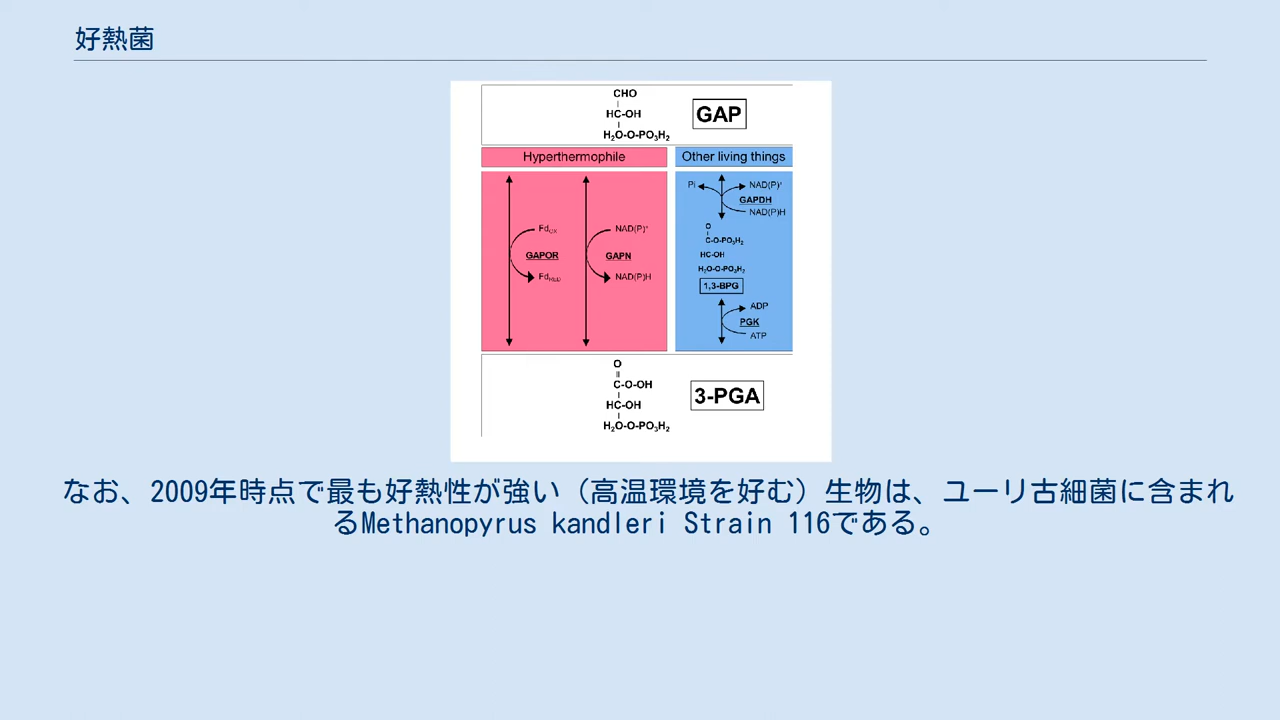 好熱菌
CHO
HC-OH
H₂O-O-PO₃H₂
GAP
Hyperthermophile
Other living things
Pi
NAD(P)⁺
GAPDH
NAD(P)H
Fdox
GAPOR
FdRED
NAD(P)⁺
GAPN
NAD(P)H
O
C-O-PO₃H₂
HC-OH
H₂O-O-PO₃H₂
1,3-BPG
ADP
PGK
ATP
O
C-O-OH
HC-OH
H₂O-O-PO₃H₂
3-PGA
なお、2009年時点で最も好熱性が強い（高温環境を好む）生物は、ユーリ古細菌に含まれ
るMethanopyrus kandleri Strain 116である。